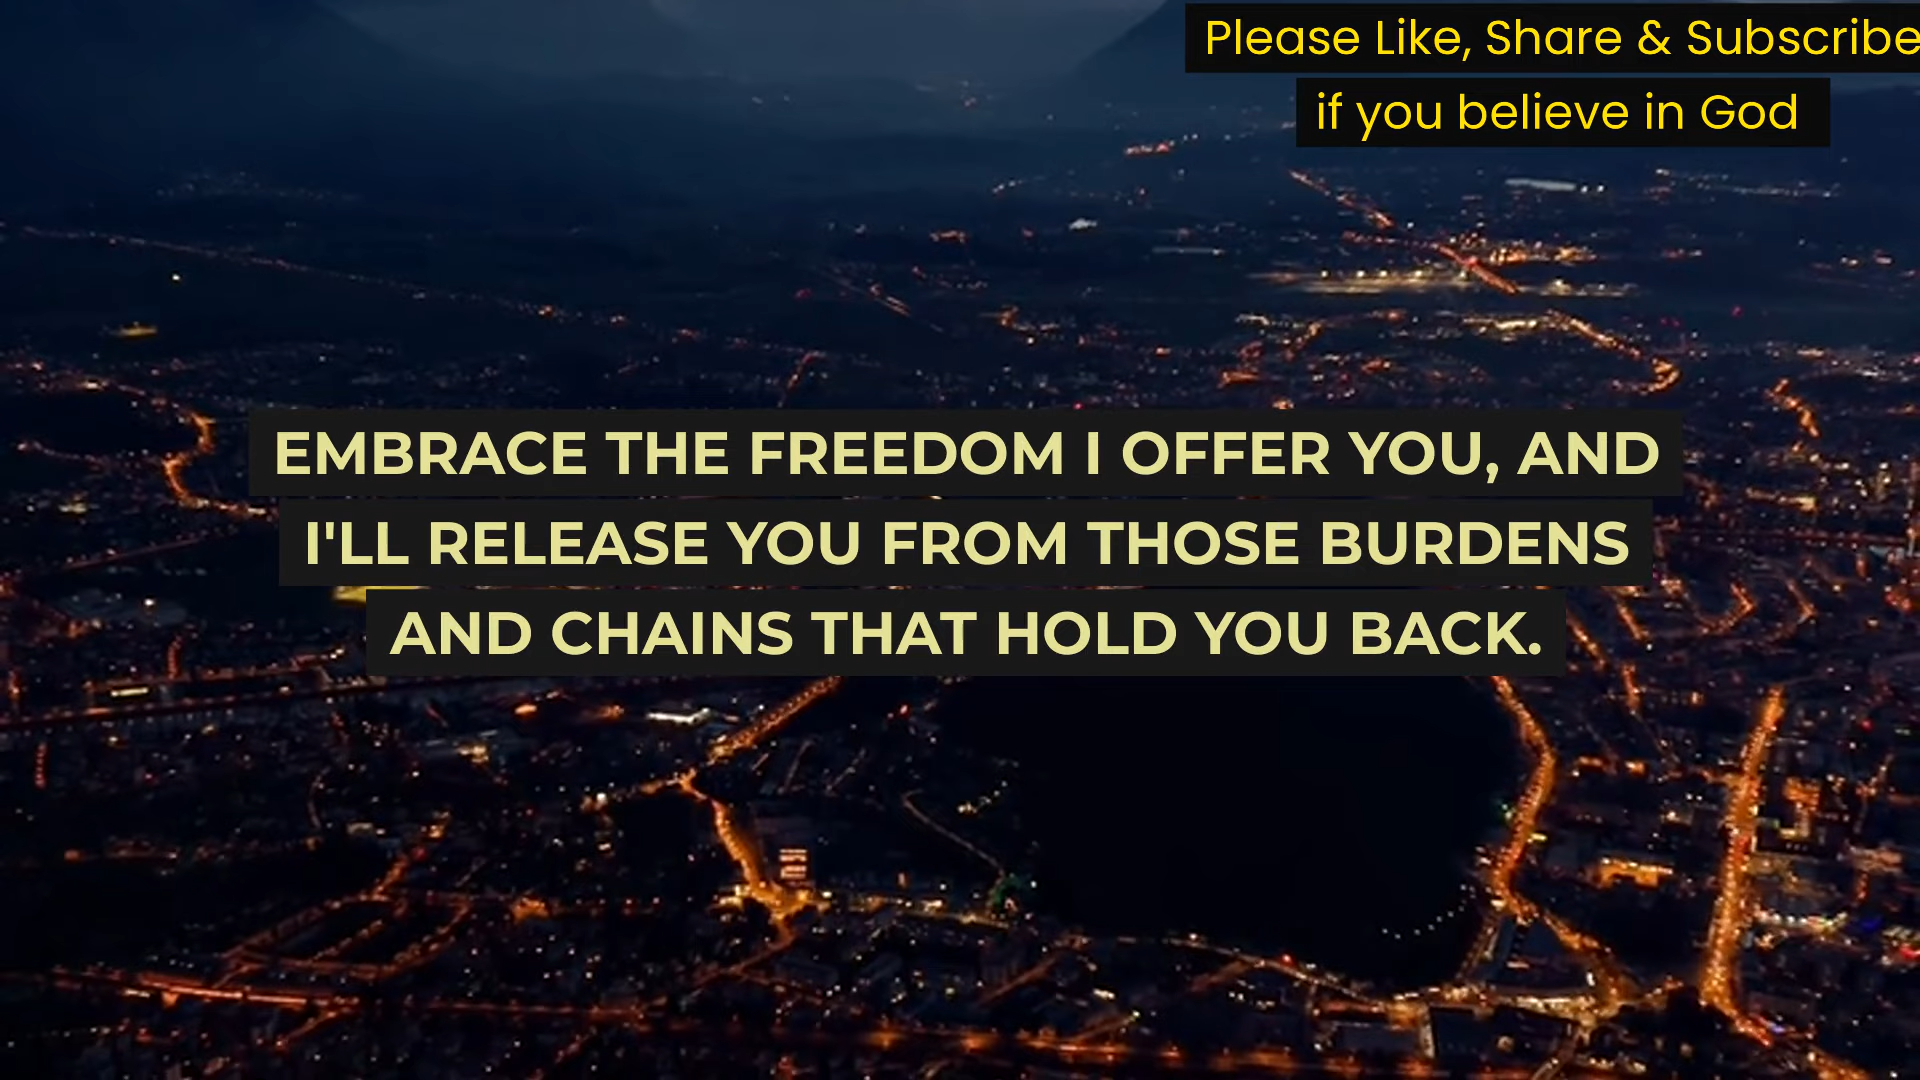 Please Like, Share & Subscribe
if you believe in God
EMBRACE THE FREEDOM I OFFER YOU, AND
I'LL RELEASE YOU FROM THOSE BURDENS
AND CHAINS THAT HOLD YOU BACK.